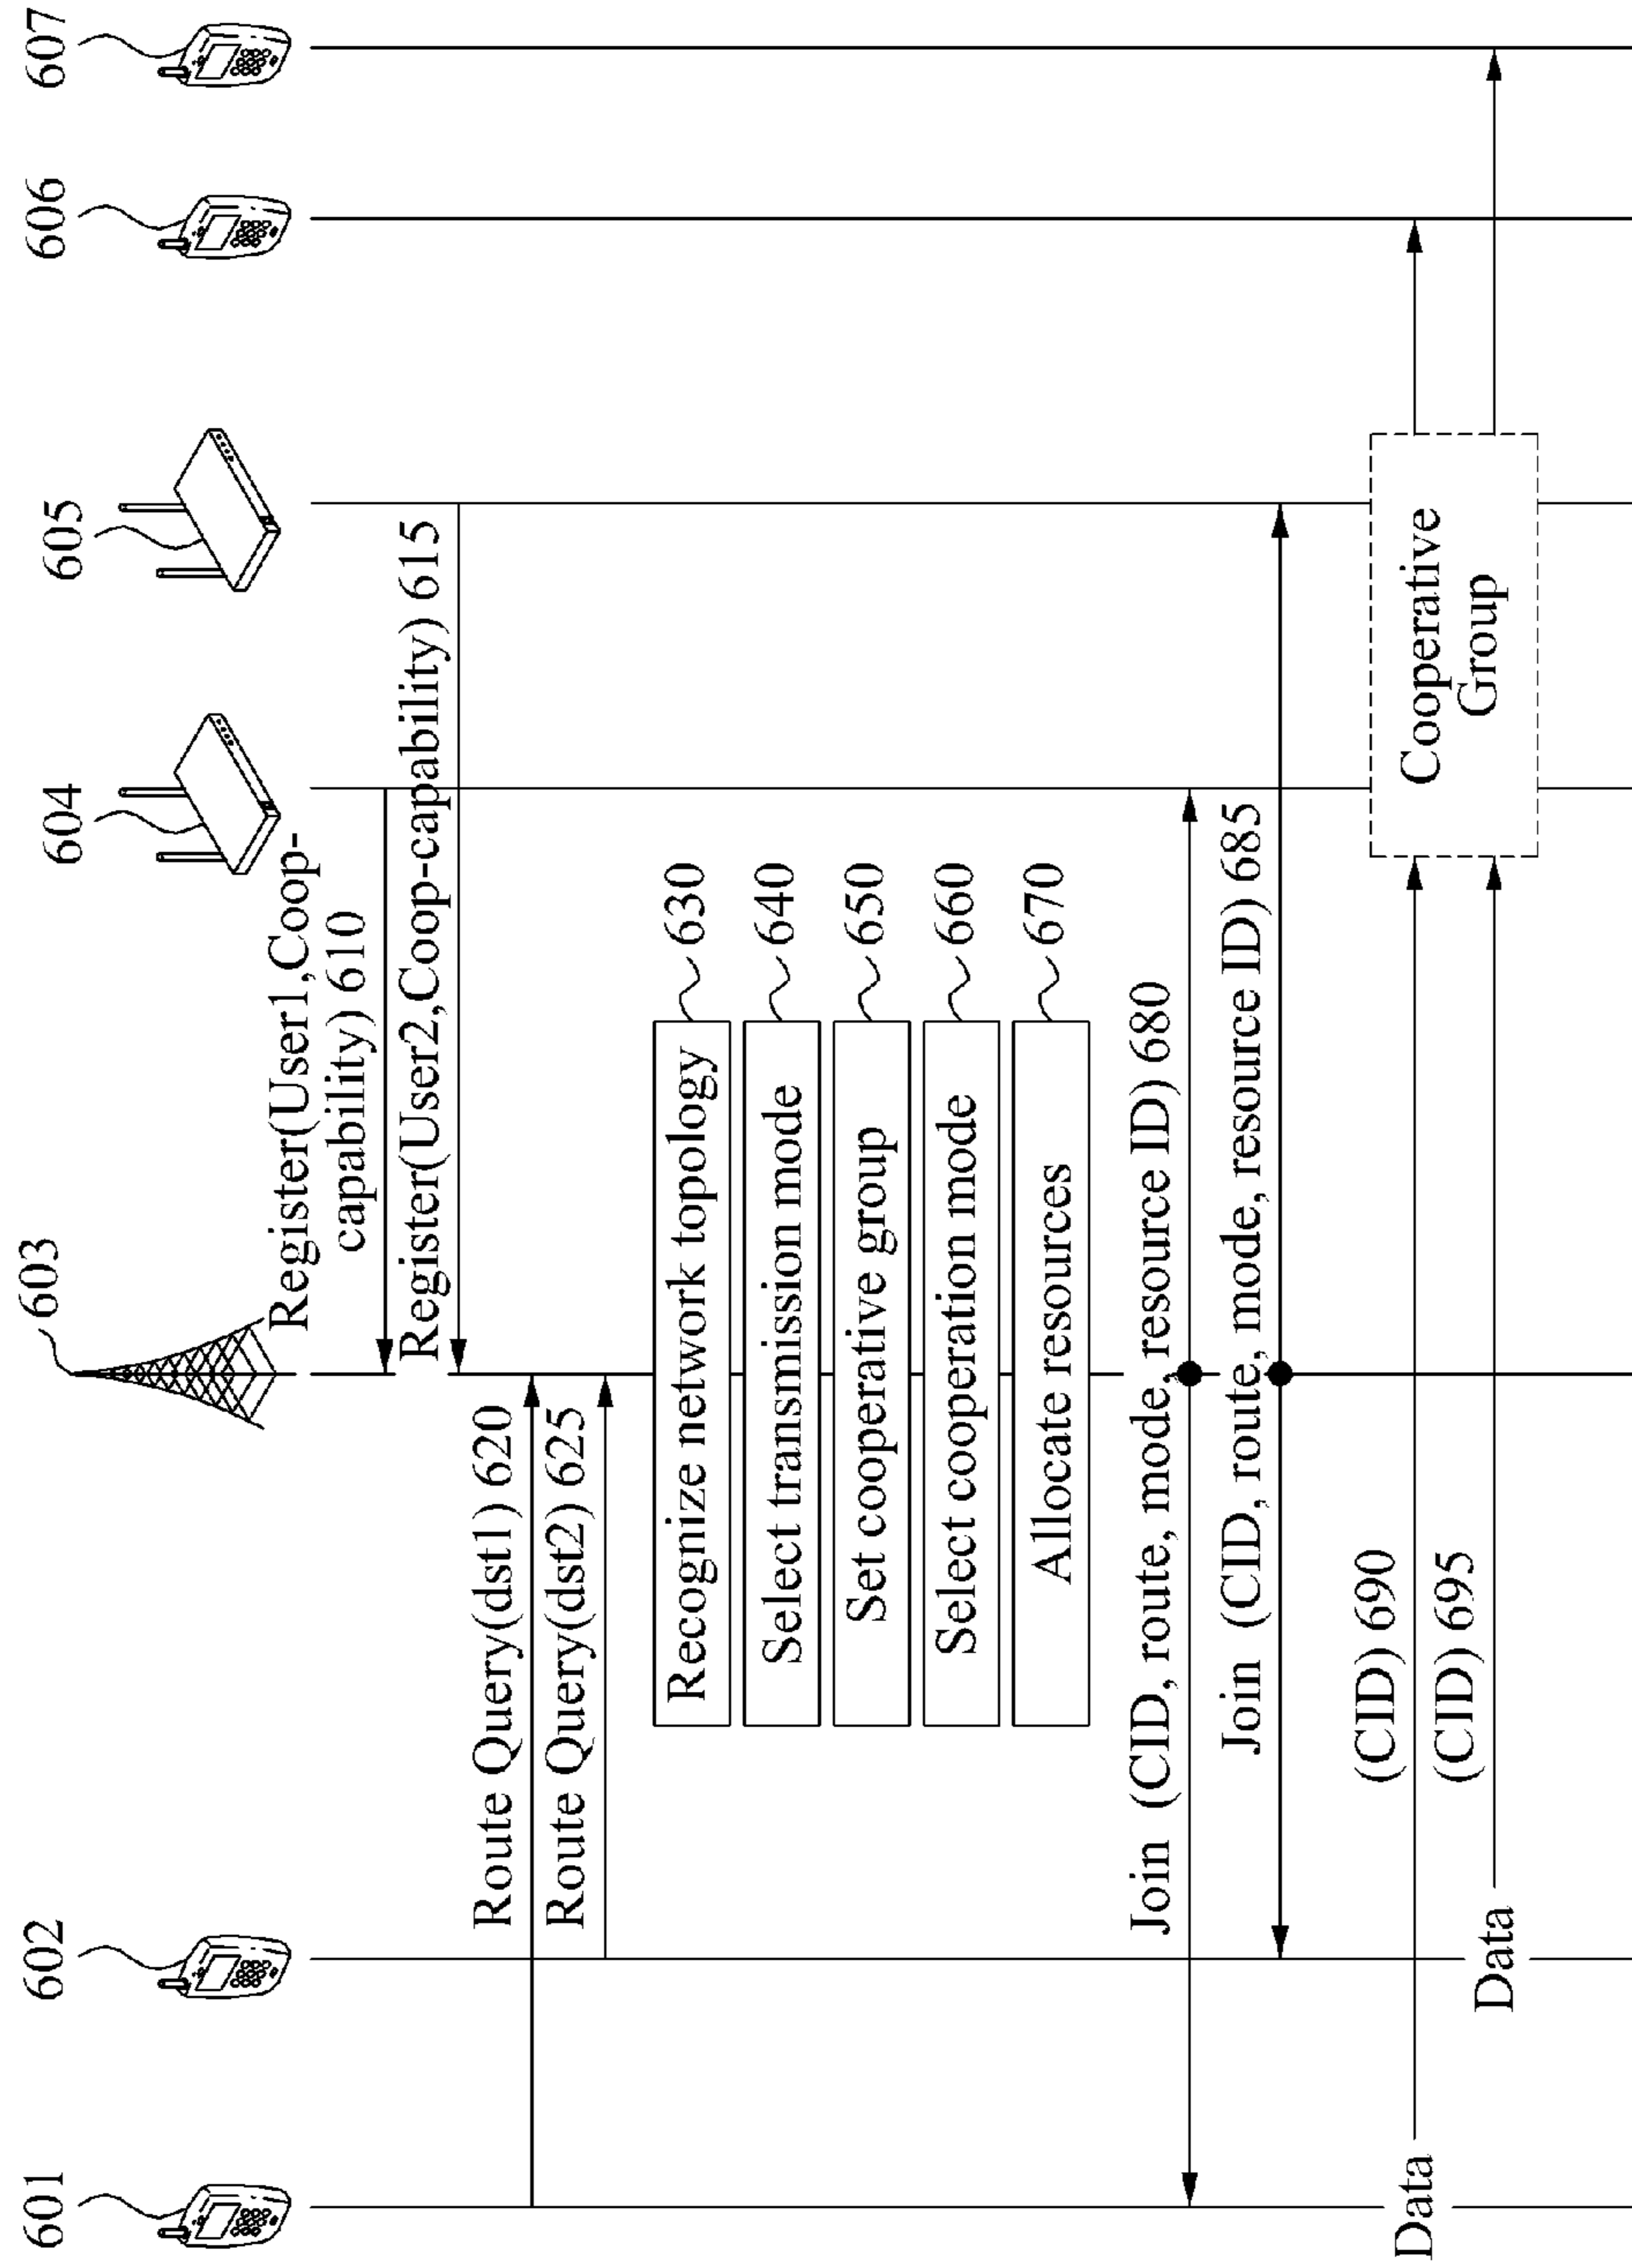 601
602
603
604
605
606
607
Register(User1,Coop-
capability) 610
Register(User2,Coop-capability) 615
Route Query(dst1) 620
Route Query(dst2) 625
Recognize network topology
630
Select transmission mode
640
Set cooperative group
650
Select cooperation mode
660
Allocate resources
670
Join (CID, route, mode, resource ID) 680
Join (CID, route, mode, resource ID) 685
(CID) 690
Data
Cooperative
Group
(CID) 695
Data